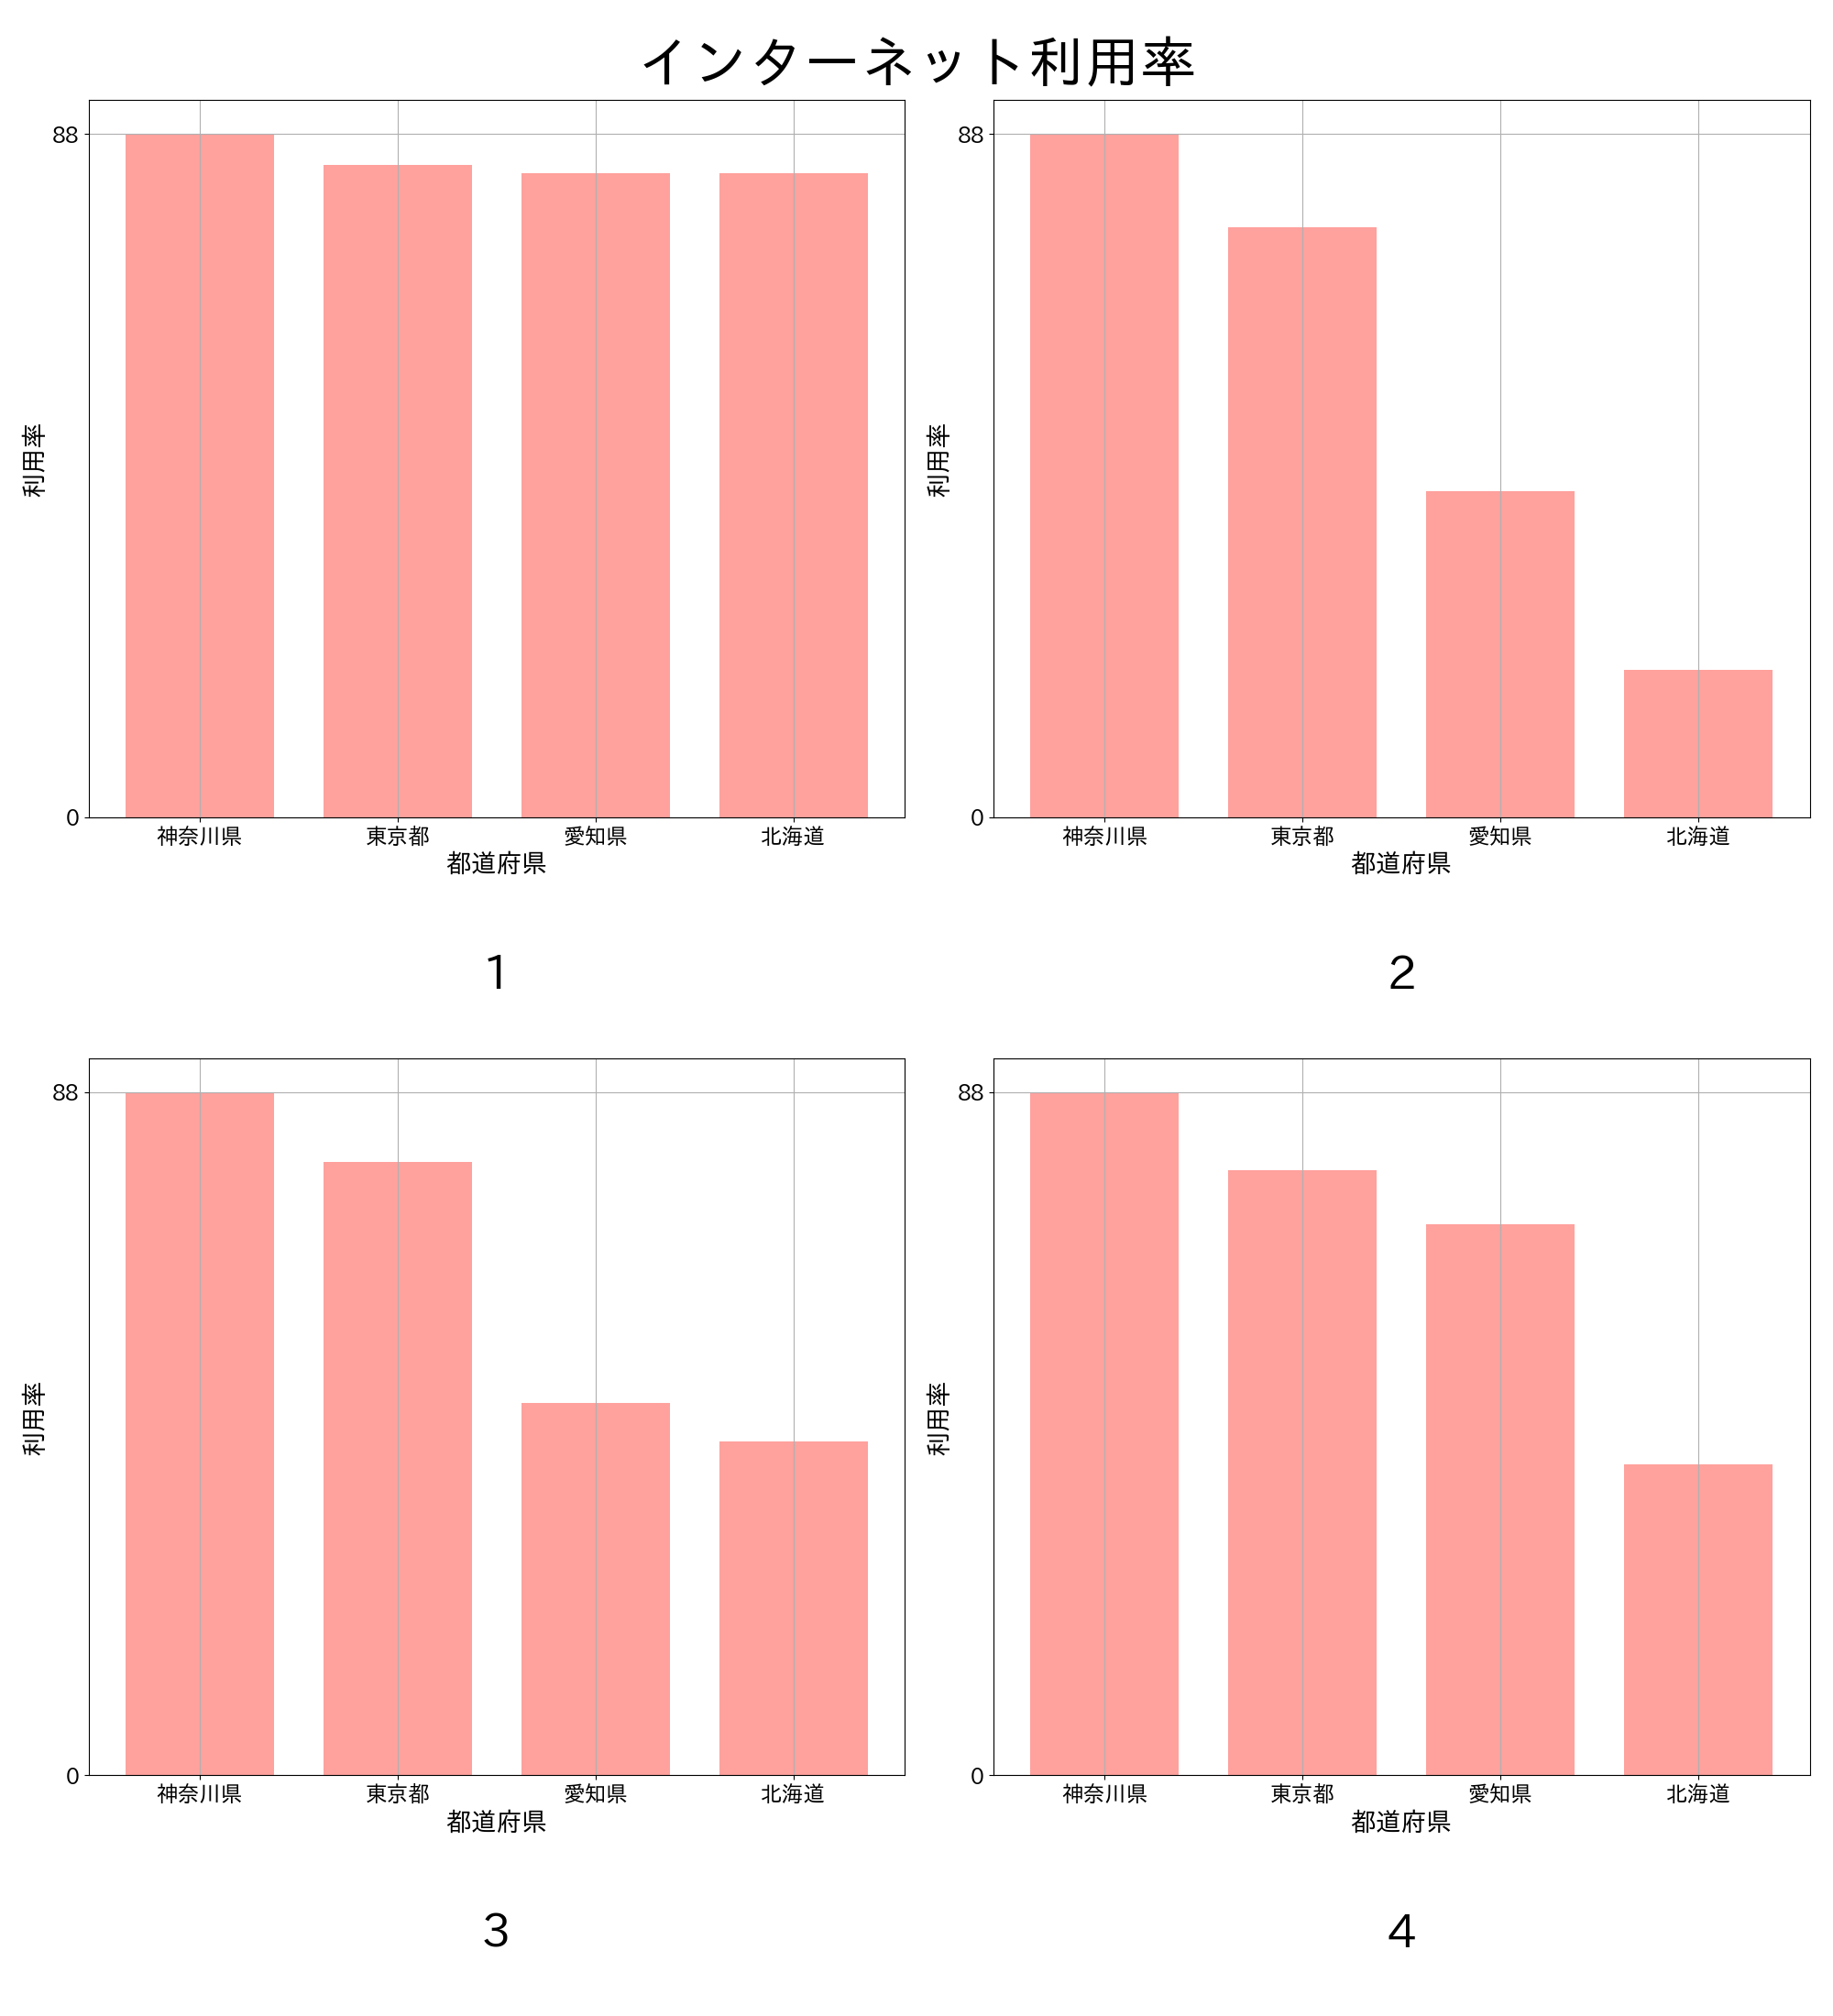 インターネット利用率
88
0
利用率
神奈川県 東京都 愛知県 北海道
都道府県
1
88
0
利用率
神奈川県 東京都 愛知県 北海道
都道府県
2
88
0
利用率
神奈川県 東京都 愛知県 北海道
都道府県
3
88
0
利用率
神奈川県 東京都 愛知県 北海道
都道府県
4